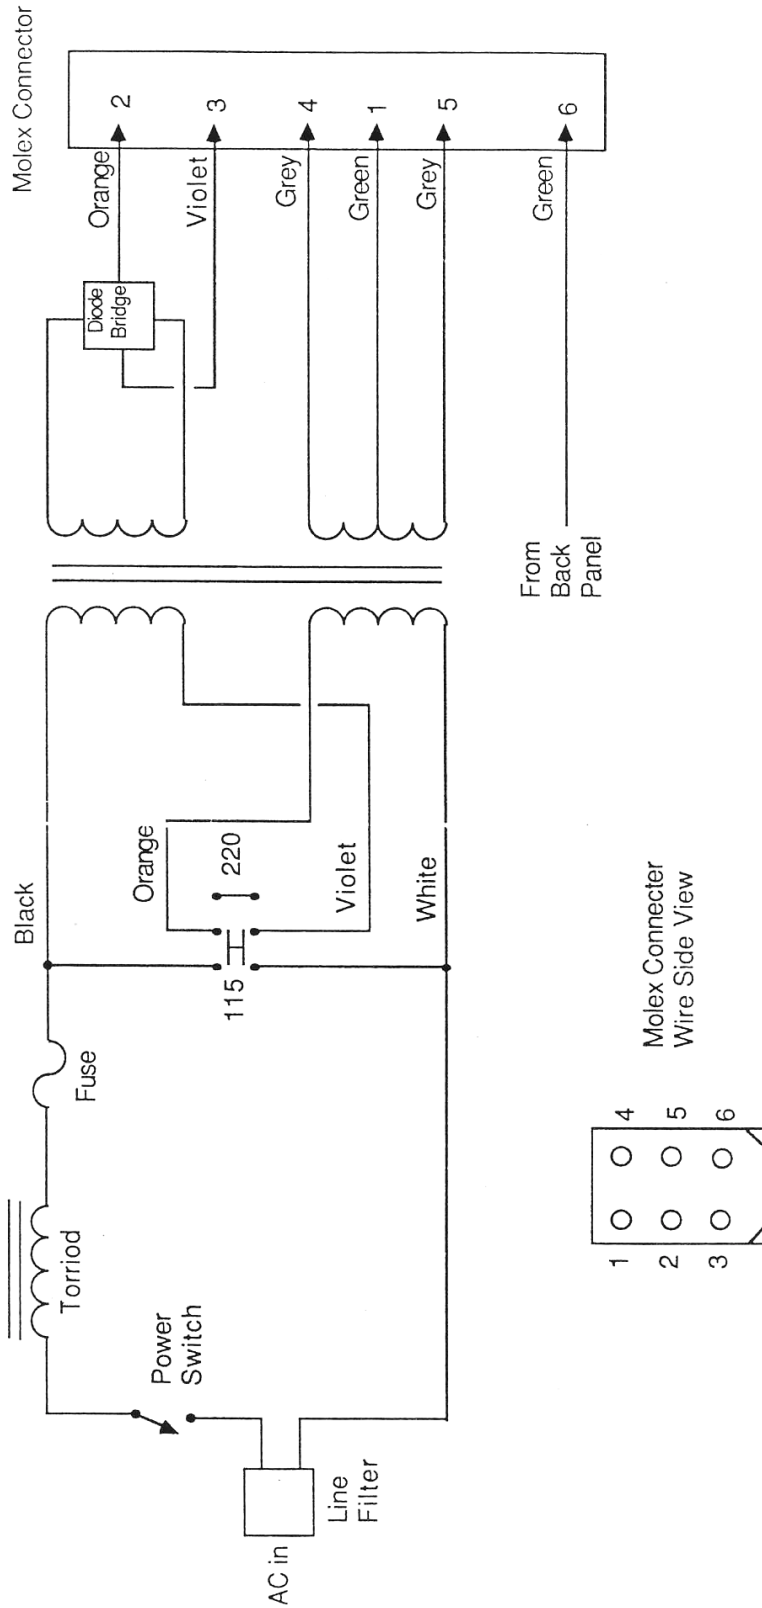 Molex Connector
2
3
4
1
5
6
Orange
Violet
Grey
Green
Grey
Green
Diode
Bridge
From
Back
Panel
Black
Orange
220
Violet
White
115
Fuse
Torriod
Power
Switch
Line
Filter
AC in
Molex Connecter
Wire Side View
4
5
6
1
2
3